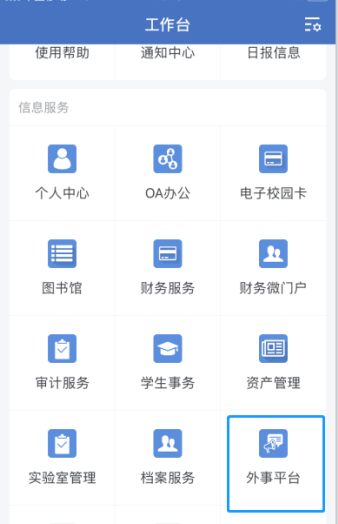 工作台
使用帮助 通知中心 日报信息
信息服务
个人中心 OA办公 电子校园卡
图书馆 财务服务 财务微门户
审计服务 学生事务 资产管理
实验室管理 档案服务 外事平台